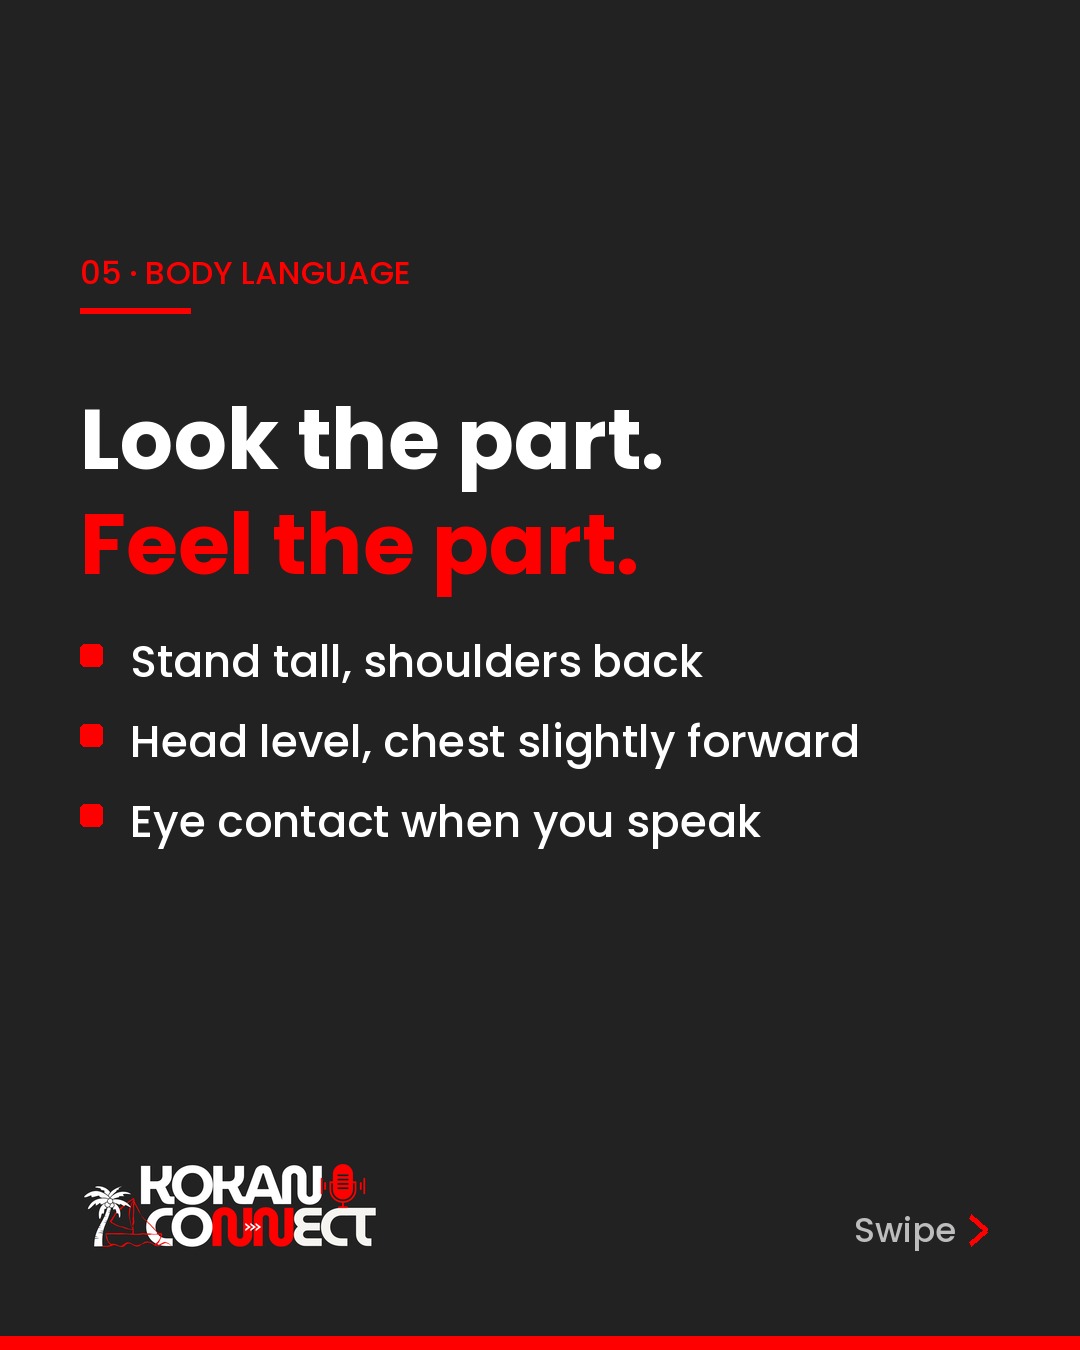 05 · BODY LANGUAGE
Look the part.
Feel the part.
Stand tall, shoulders back
Head level, chest slightly forward
Eye contact when you speak
KOKAN
CONNECT
Swipe